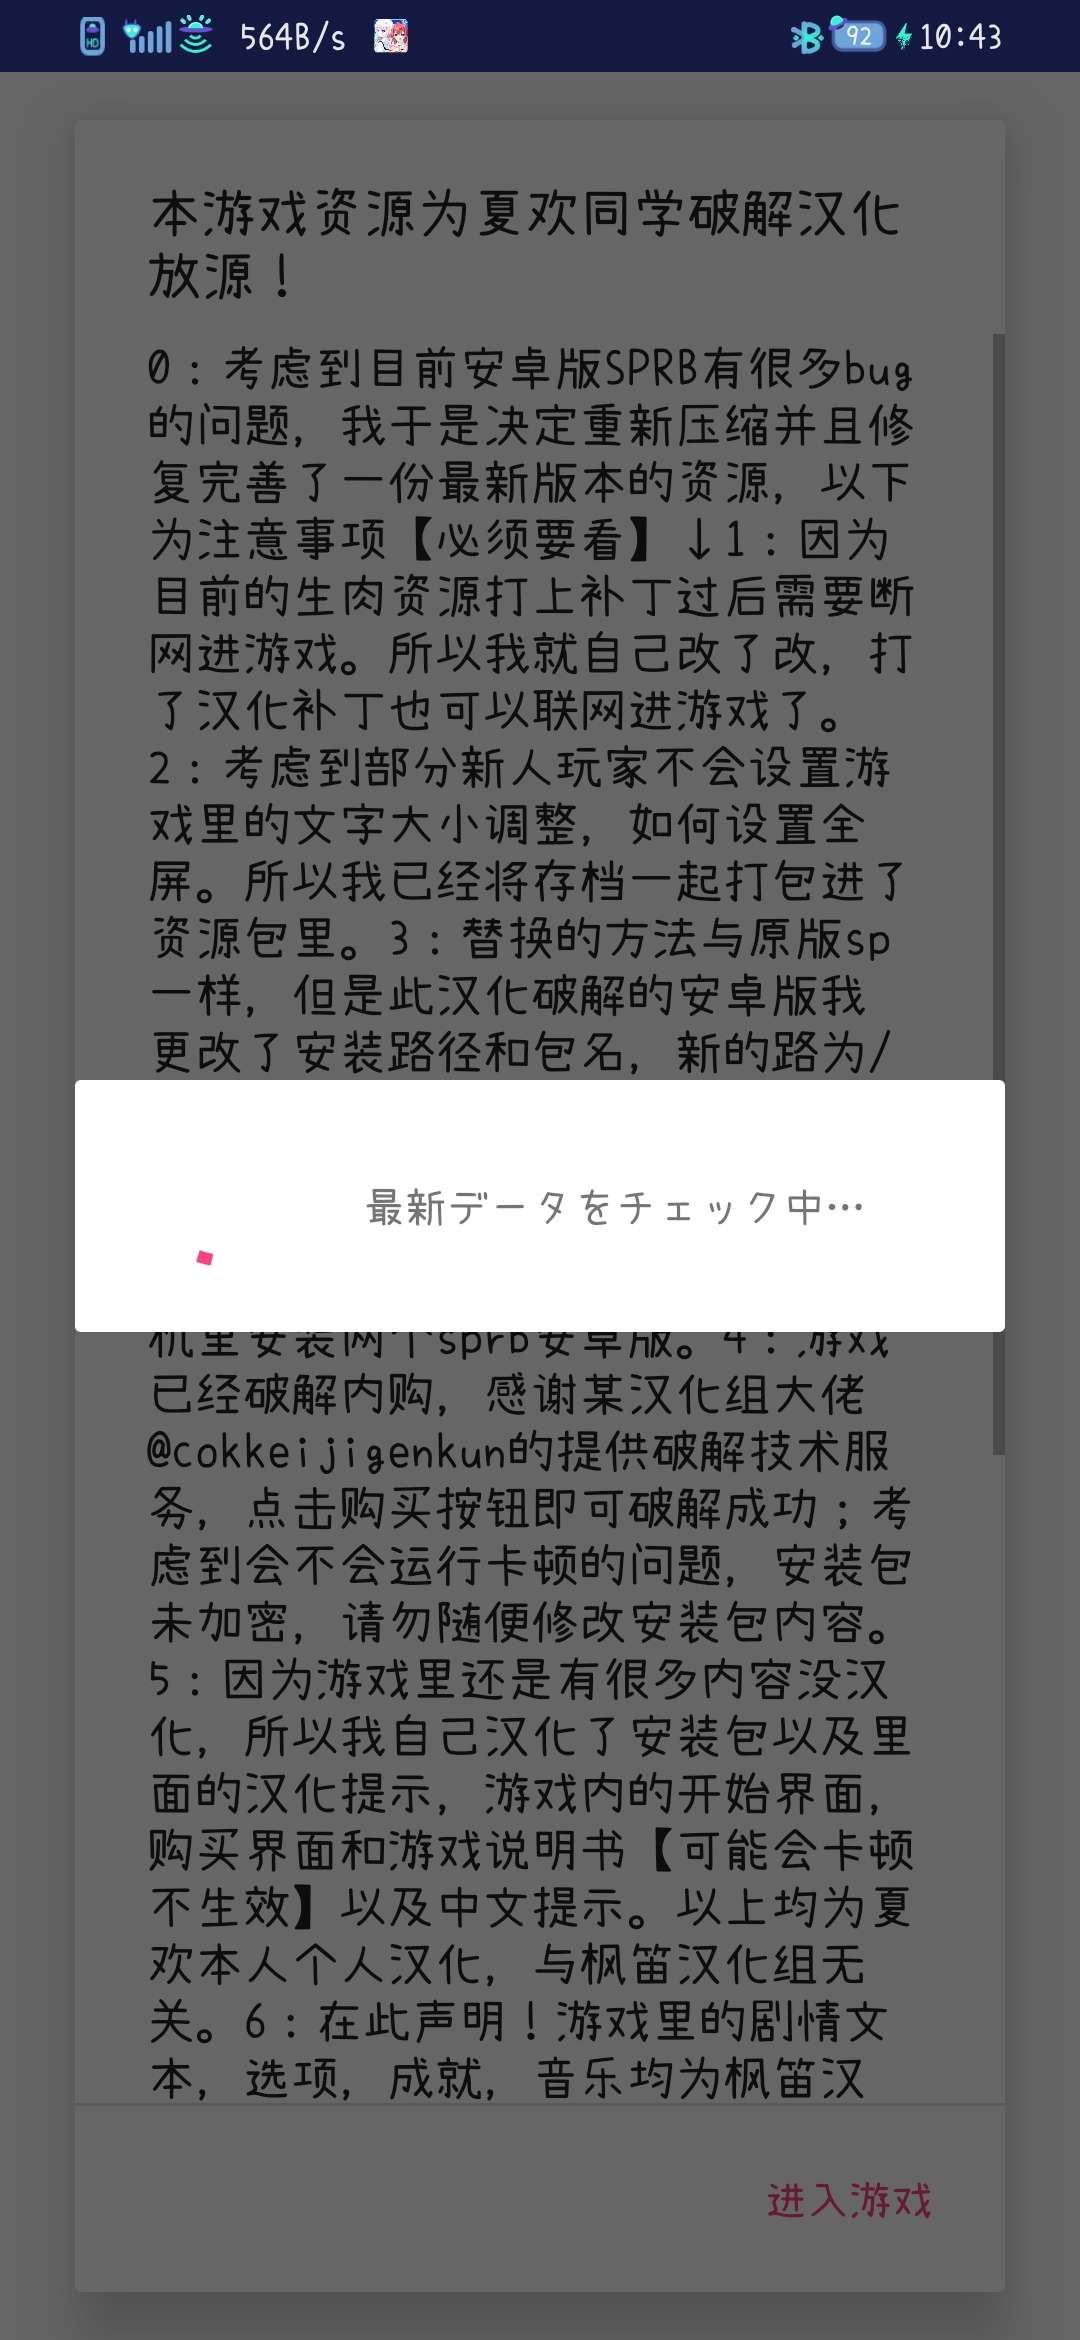 HD 564B/s 92 10:43
本游戏资源为夏欢同学破解汉化
放源！
0：考虑到目前安卓版SPRB有很多bug
的问题，我于是决定重新压缩并且修
复完善了一份最新版本的资源，以下
为注意事项【必须要看】↓1：因为
目前的生肉资源打上补丁过后需要断
网进游戏。所以我就自己改了改，打
了汉化补丁也可以联网进游戏了。
2：考虑到部分新人玩家不会设置游
戏里的文字大小调整，如何设置全
屏。所以我已经将存档一起打包进了
资源包里。3：替换的方法与原版sp
一样，但是此汉化破解的安卓版我
更改了安装路径和包名，新的路为/
最新データをチェック中…
机里安装两个sprb安卓版。4：游戏
已经破解内购，感谢某汉化组大佬
@cokkeijigenkun的提供破解技术服
务，点击购买按钮即可破解成功；考
虑到会不会运行卡顿的问题，安装包
未加密，请勿随便修改安装包内容。
5：因为游戏里还是有很多内容没汉
化，所以我自己汉化了安装包以及里
面的汉化提示，游戏内的开始界面，
购买界面和游戏说明书【可能会卡顿
不生效】以及中文提示。以上均为夏
欢本人个人汉化，与枫笛汉化组无
关。6：在此声明！游戏里的剧情文
本，选项，成就，音乐均为枫笛汉
进入游戏